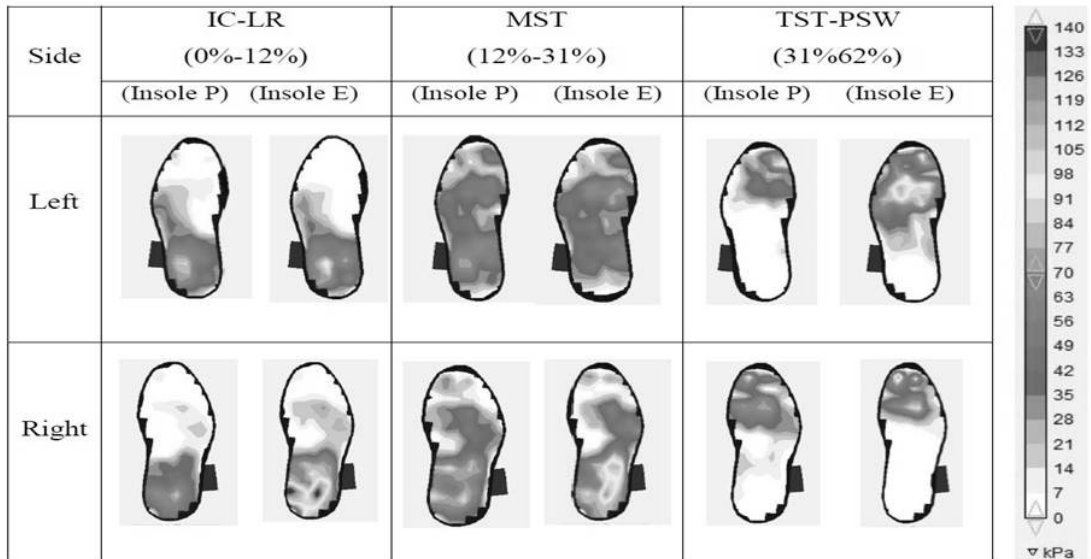 Side
IC-LR
(0%-12%)
MST
(12%-31%)
TST-PSW
(31%62%)
(Insole P)
(Insole E)
(Insole P)
(Insole E)
(Insole P)
(Insole E)
Left
Right
140
133
126
119
112
105
98
91
84
77
70
63
56
49
42
35
28
21
14
7
0
kPa